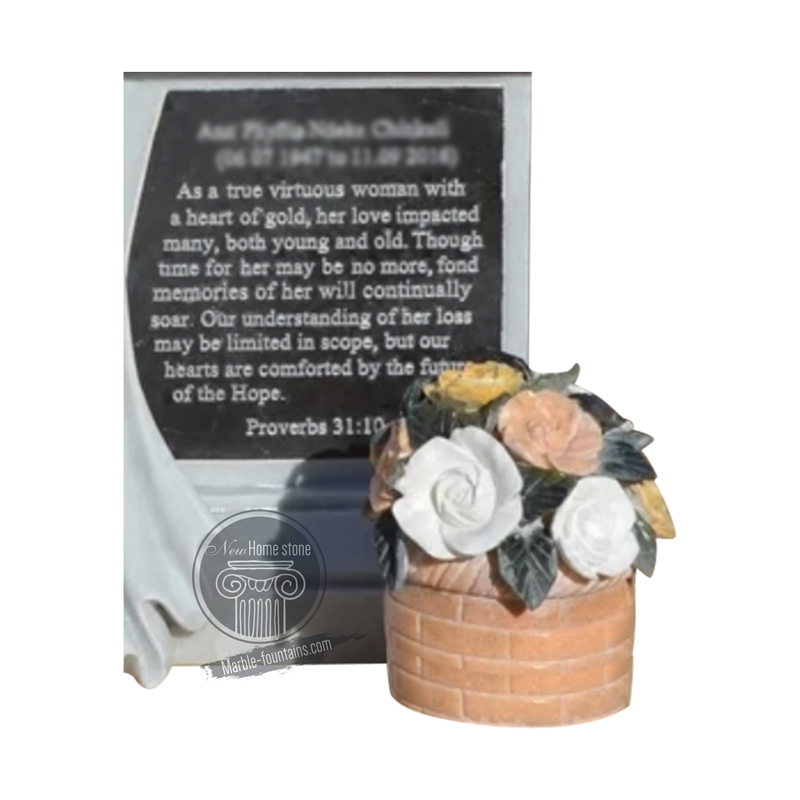 As a true virtuous woman with
a heart of gold, her love impacted
many, both young and old. Though
time for her may be no more, fond
memories of her will continually
soar. Our understanding of her loss
may be limited in scope, but our
hearts are comforted by the
of the Hope.
Proverbs 31:10
New Home stone
Marble-fountains.com